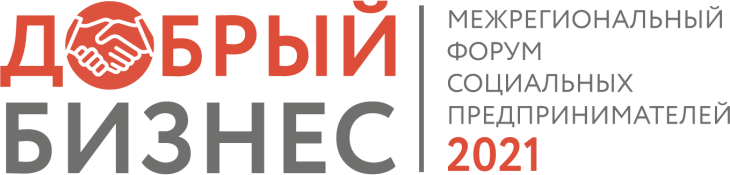 ДОБРЫЙ
БИЗНЕС
МЕЖРЕГИОНАЛЬНЫЙ
ФОРУМ
СОЦИАЛЬНЫХ
ПРЕДПРИНИМАТЕЛЕЙ
2021